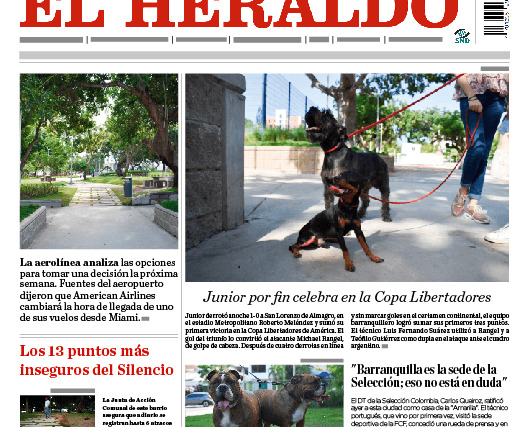 EL HERALDO
La aerolínea analiza las opciones
para tomar una decisión la próxima
semana. Fuentes del aeropuerto
dijeron que American Airlines
cambiará la hora de llegada de uno
de sus vuelos desde Miami.
Los 13 puntos más
inseguros del Silencio
La Junta de Acción
Comunal de este barrio
asegura que a diario se
registran hasta 6 atracos
Junior por fin celebra en la Copa Libertadores
Junior derrotó anoche 1-0 a San Lorenzo de Almagro, en
el estadio Metropolitano Roberto Meléndez y sumó su
primera victoria en la Copa Libertadores de América. El
gol del triunfo lo convirtió el atacante Michael Rangel,
de golpe de cabeza. Después de cuatro derrotas en línea
y sin marcar goles en el certamen continental, el equipo
barranquillero logró sumar sus primeros tres puntos.
El técnico Luis Fernando Suárez utilizó a Rangel y a
Teófilo Gutiérrez como dupla en el ataque ante el cuadro
argentino.
"Barranquilla es la sede de la
Selección; eso no está en duda"
El DT de la Selección Colombia, Carlos Queiroz, ratificó
ayer a esta ciudad como casa de la "Amarilla". El técnico
portugués, que vino por primera vez, visitó la sede
deportiva de la FCF, concedió una rueda de prensa y en